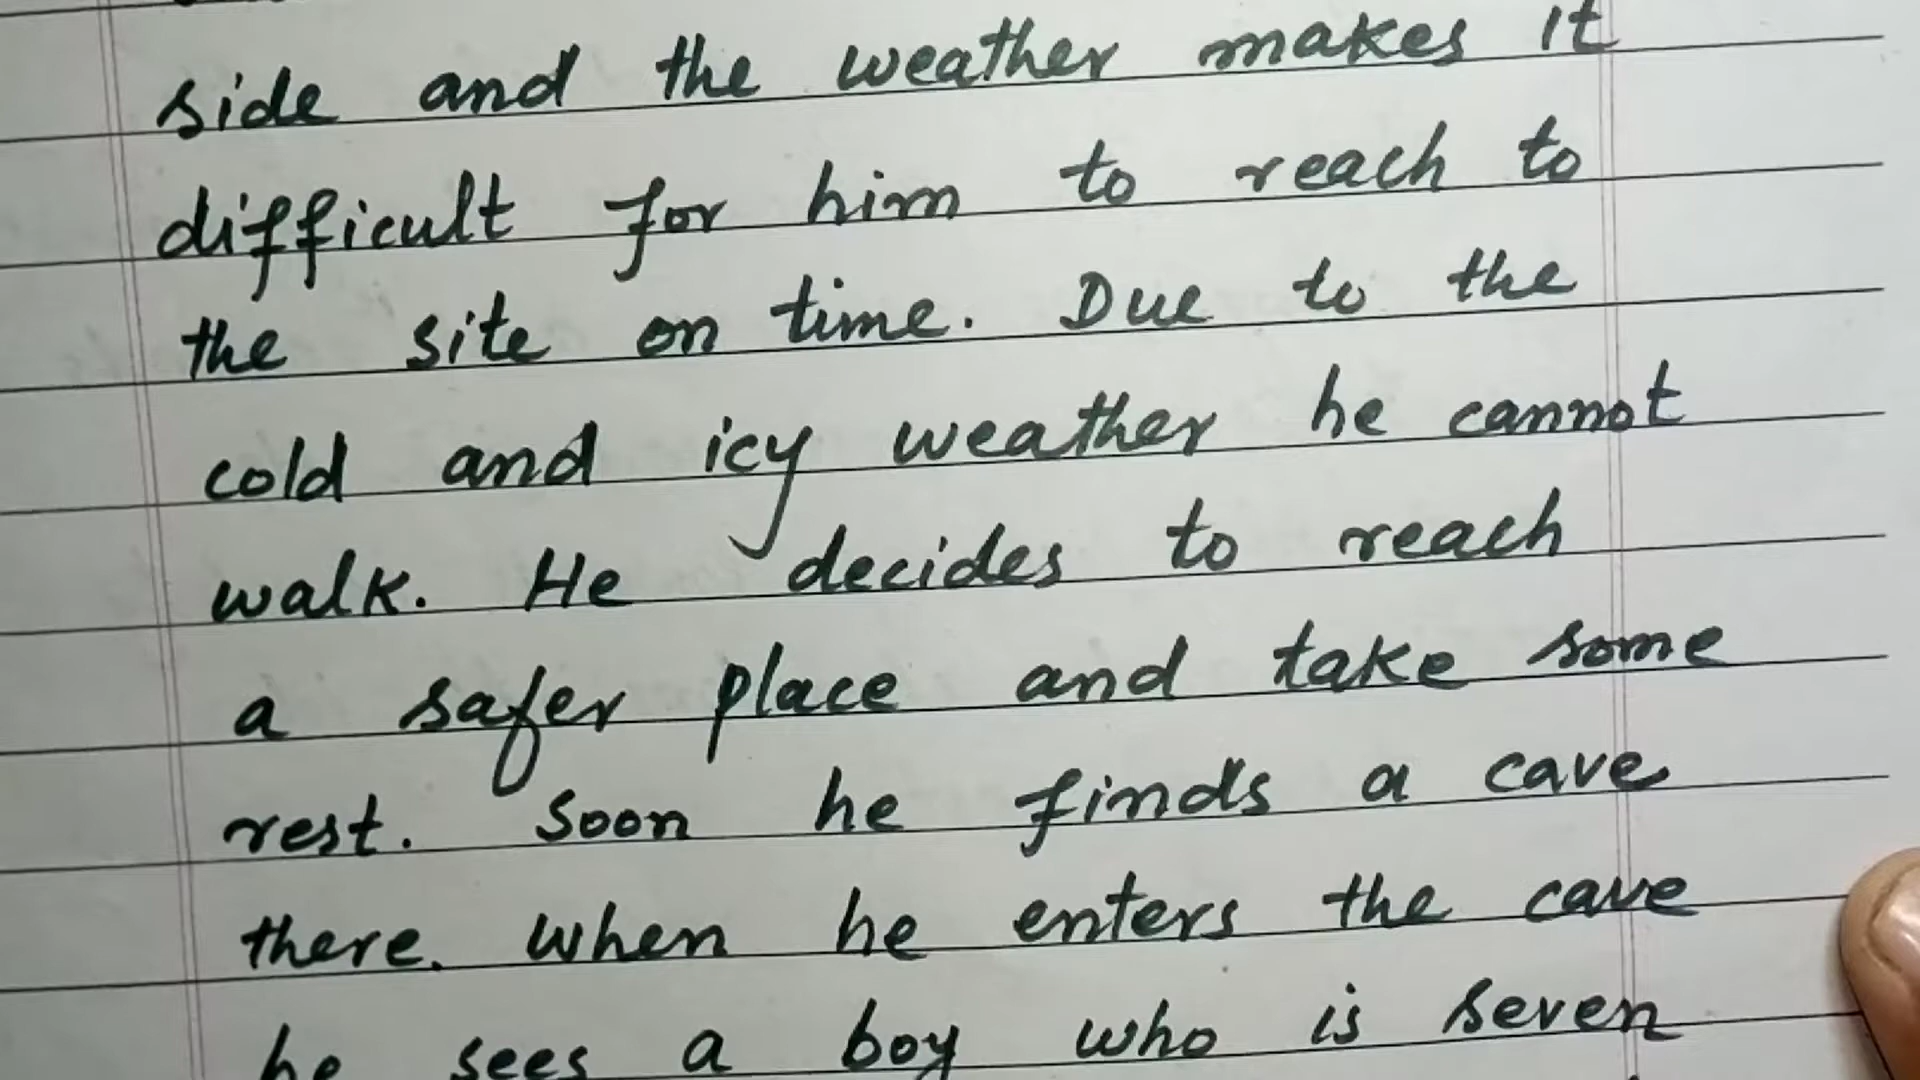 side and the weather makes it
difficult for him to reach to
the site on time. Due to the
cold and icy weather he cannot
walk. He decides to reach
a safer place and take some
rest. Soon he finds a cave
there. When he enters the cave
he sees a boy who is seven